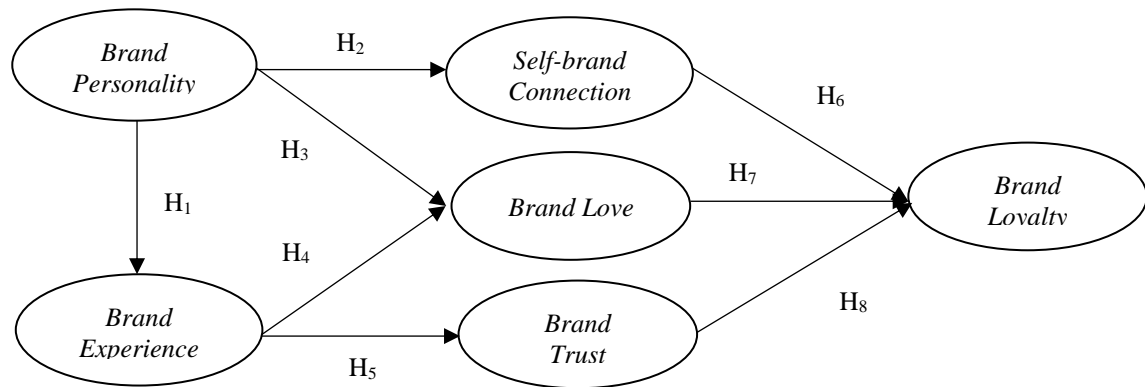 Brand
Personality
H2
Self-brand
Connection
H6
H3
H1
Brand Love
H7
Brand
Loyalty
H4
Brand
Experience
H5
Brand
Trust
H8